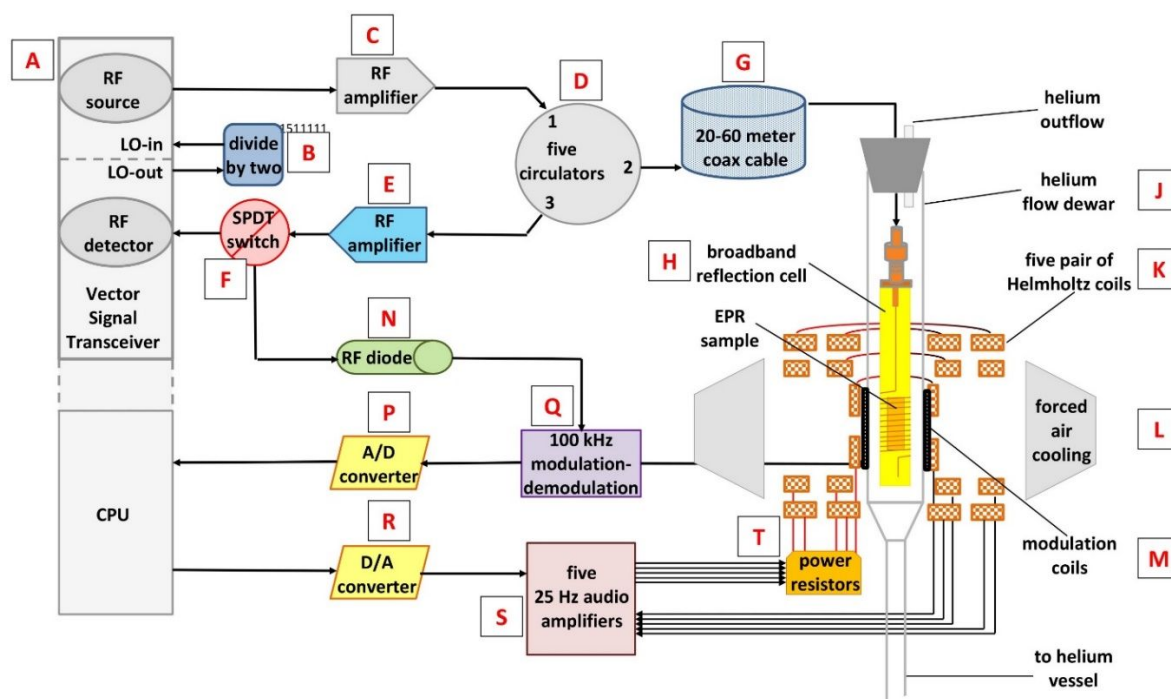 A
RF
source
C
RF
amplifier
D
1
five
circulators
2
3
G
20-60 meter
coax cable
helium
outflow
LO-in
LO-out
1511111
divide
by two
B
E
RF
amplifier
SPDT
switch
F
RF
detector
Vector
Signal
Transceiver
helium
flow dewar
J
H
broadband
reflection cell
five pair of
Helmholtz coils
K
EPR
sample
N
RF diode
Q
100 kHz
modulation-
demodulation
P
A/D
converter
forced
air
cooling
L
CPU
R
D/A
converter
S
five
25 Hz audio
amplifiers
T
power
resistors
modulation
coils
M
to helium
vessel